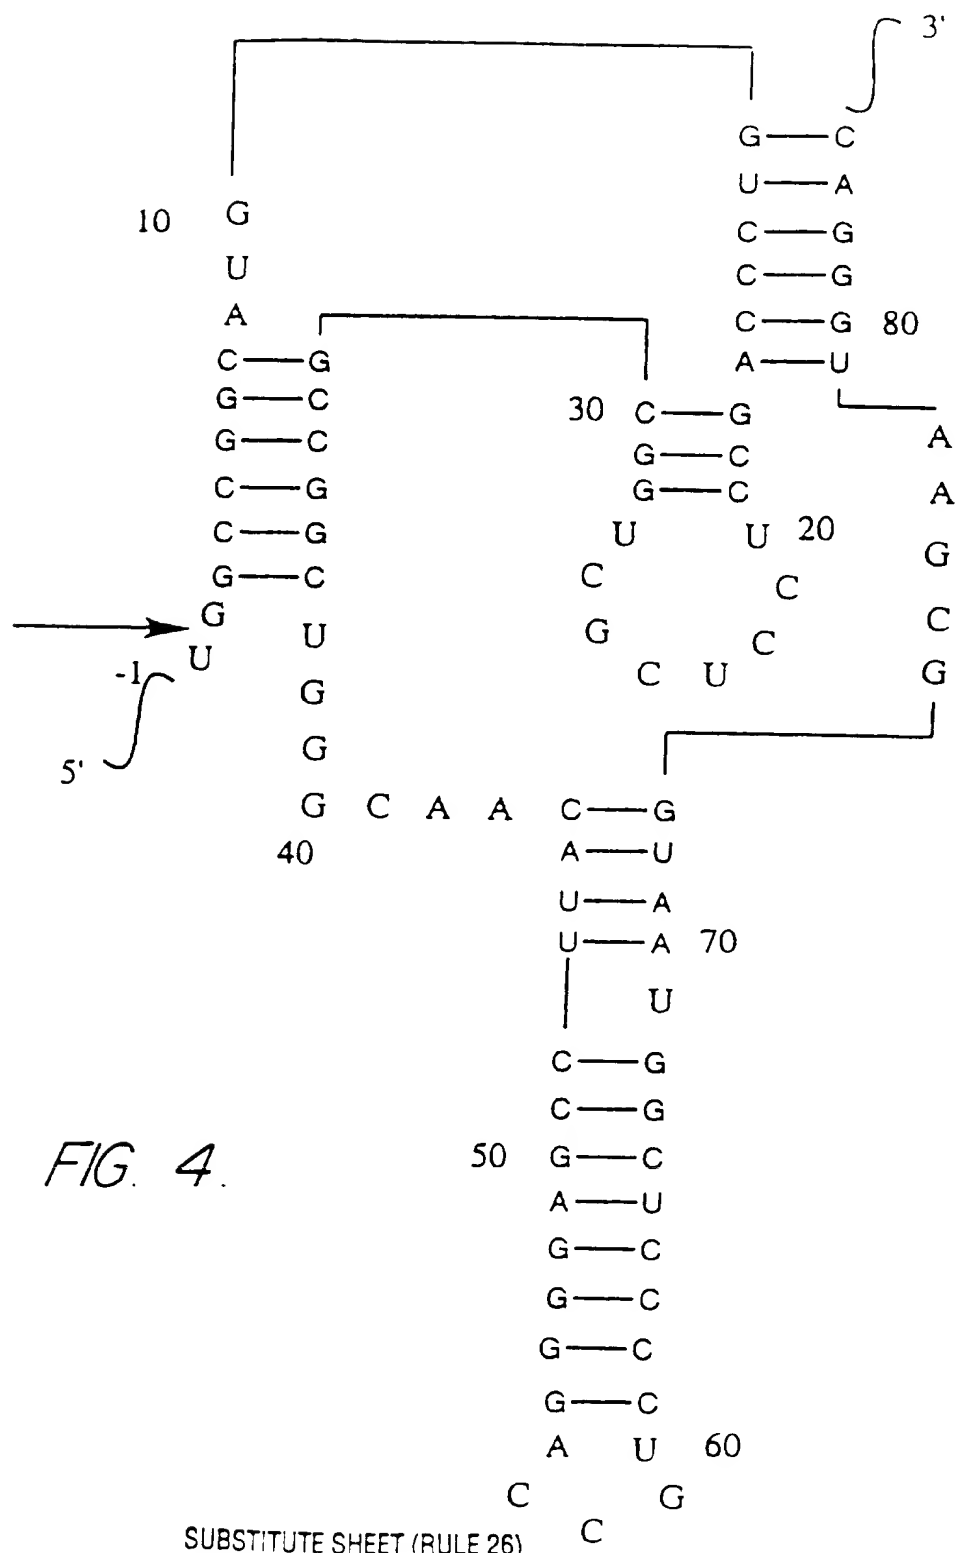 3'
G C
U A
10 G C G
U C G
A C G 80
C G A U
G C 30 C G A
G C G C A
C G G C G
C G U U 20 C
G C C C G
G U G C
U C U
-1
G
5' G
G C A A C G
40 A U
U A
U A 70
U
C G
C G
FIG. 4. 50 G C
A U
G C
G C
G C
G C
A U 60
C G
C
SUBSTITUTE SHEET (RULE 26)